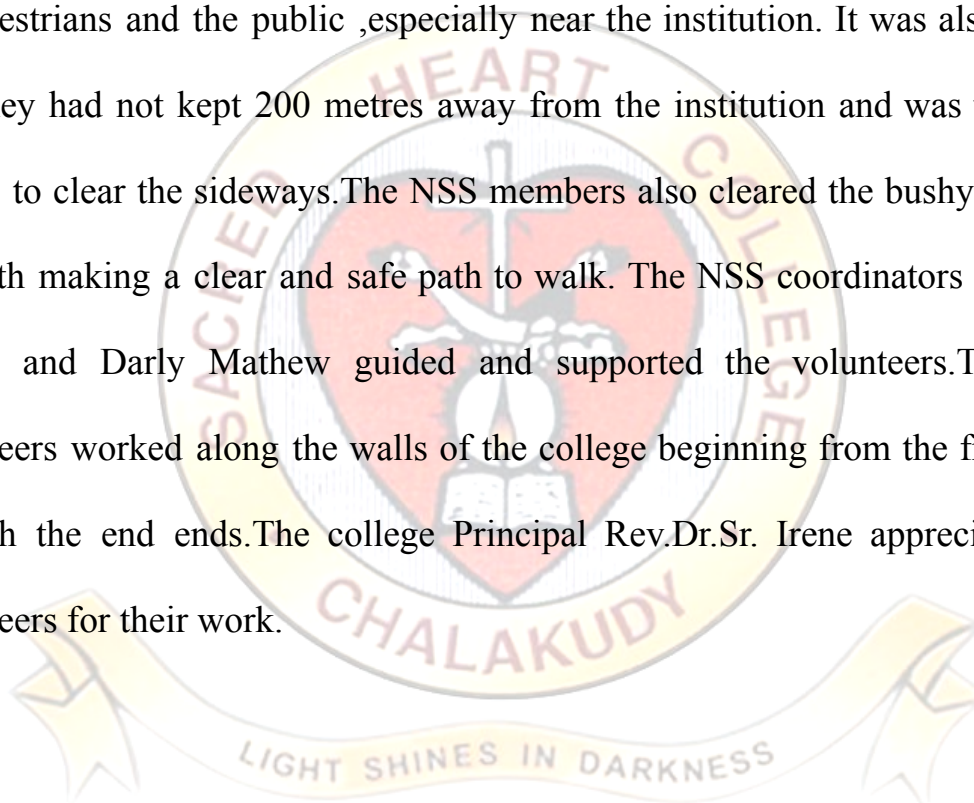 estrians and the public ,especially near the institution. It was als
ey had not kept 200 metres away from the institution and was
to clear the sideways.The NSS members also cleared the bushy
th making a clear and safe path to walk. The NSS coordinators
and Darly Mathew guided and supported the volunteers.T
eers worked along the walls of the college beginning from the fi
h the end ends.The college Principal Rev.Dr.Sr. Irene appreci
eers for their work.
SACRED HEART COLLEGE
CHALAKUDY
LIGHT SHINES IN DARKNESS